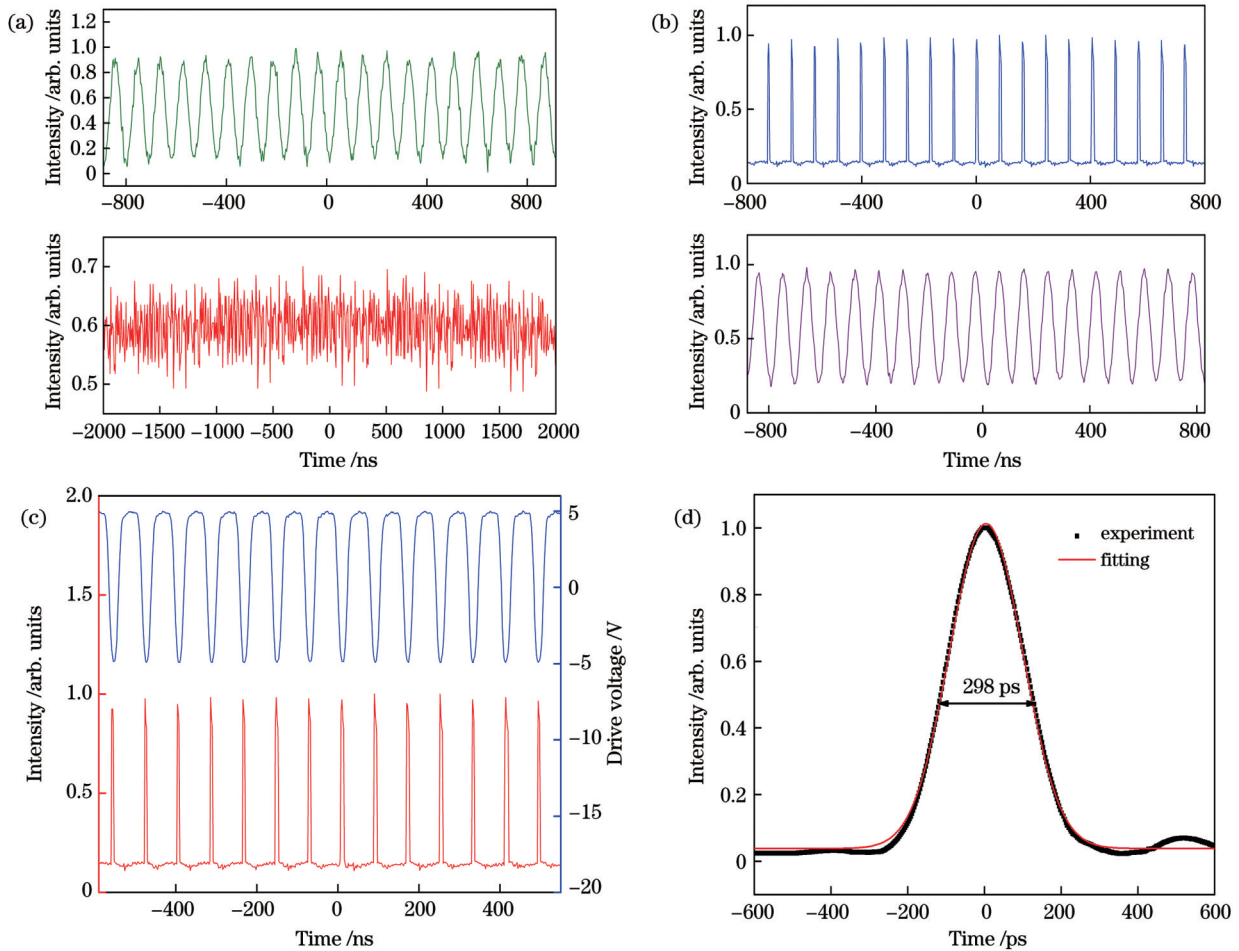 (a)
Intensity /arb. units
1.2
1.0
0.8
0.6
0.4
0.2
0
−800 −400 0 400 800
Intensity /arb. units
0.7
0.6
0.5
−2000 −1500 −1000 −500 0 500 1000 1500 2000
Time /ns
(b)
Intensity /arb. units
1.0
0.5
0
−800 −400 0 400 800
Intensity /arb. units
1.0
0.5
0
−800 −400 0 400 800
Time /ns
(c)
Intensity /arb. units
2.0
1.5
1.0
0.5
0
5
0
−5
−10
−15
−20
Drive voltage /V
−400 −200 0 200 400
Time /ns
(d)
Intensity /arb. units
1.0
0.8
0.6
0.4
0.2
0
experiment
fitting
298 ps
−600 −400 −200 0 200 400 600
Time /ps